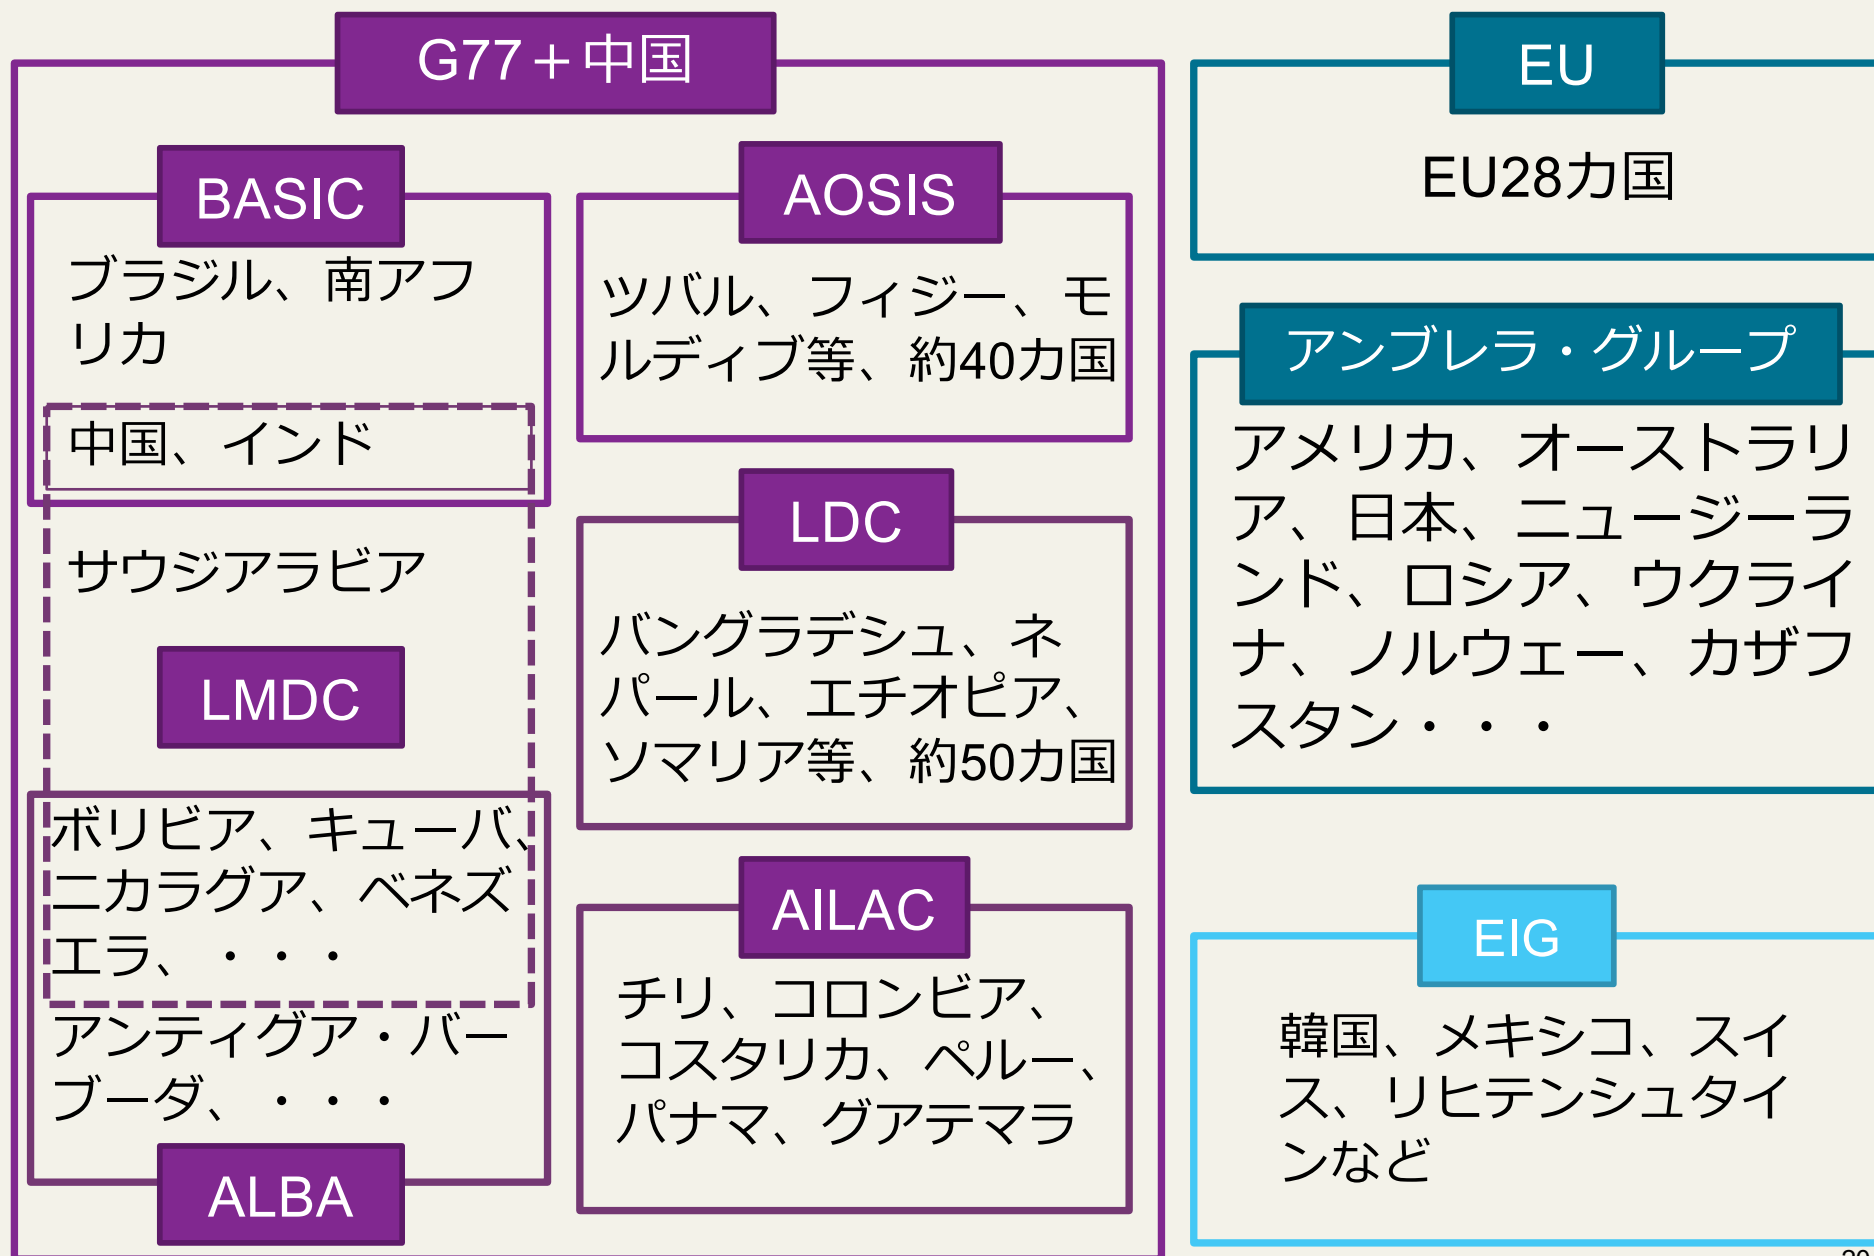 G77＋中国
BASIC
ブラジル、南アフ
リカ
中国、インド
サウジアラビア
LMDC
ボリビア、キューバ、
ニカラグア、ベネズ
エラ、・・・
アンティグア・バー
ブーダ、・・・
ALBA
AOSIS
ツバル、フィジー、モ
ルディブ等、約40カ国
LDC
バングラデシュ、ネ
パール、エチオピア、
ソマリア等、約50カ国
AILAC
チリ、コロンビア、
コスタリカ、ペルー、
パナマ、グアテマラ
EU
EU28カ国
アンブレラ・グループ
アメリカ、オーストラリ
ア、日本、ニュージーラ
ンド、ロシア、ウクライ
ナ、ノルウェー、カザフ
スタン・・・
EIG
韓国、メキシコ、スイ
ス、リヒテンシュタイ
ンなど